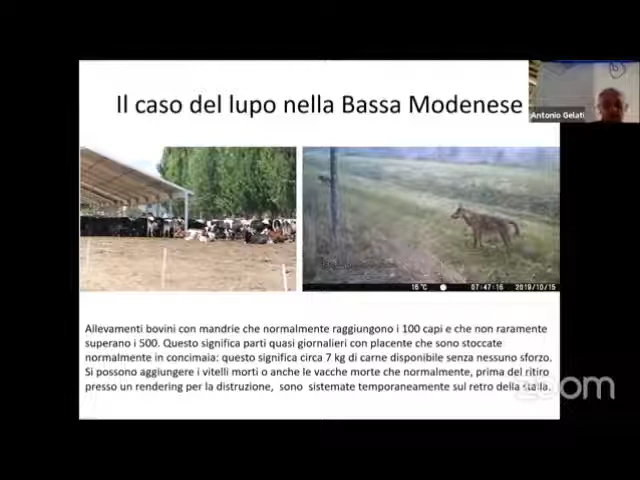 Il caso del lupo nella Bassa Modenese
Antonio Gelati
16°C 07:47:16 2019/10/15
Allevamenti bovini con mandrie che normalmente raggiungono i 100 capi e che non raramente
superano i 500. Questo significa parti quasi giornalieri con placente che sono stoccate
normalmente in concimaia: questo significa circa 7 kg di carne disponibile senza nessuno sforzo.
Si possono aggiungere i vitelli morti o anche le vacche morte che normalmente, prima del ritiro
presso un rendering per la distruzione, sono sistemate temporaneamente sul retro della stalla.
zoom